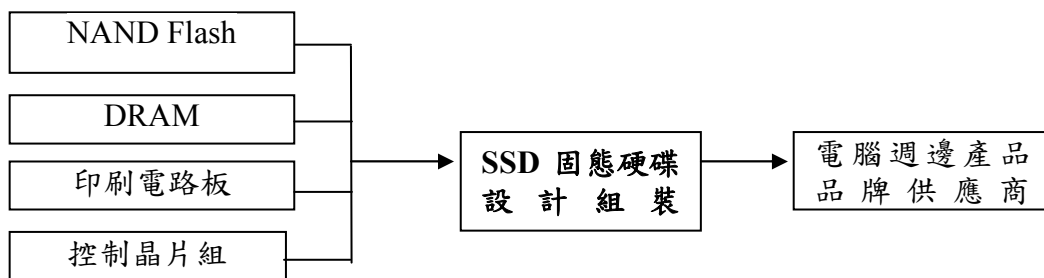 NAND Flash
DRAM
印刷電路板
控制晶片組
SSD 固態硬碟
設計組裝
電腦週邊產品
品牌供應商